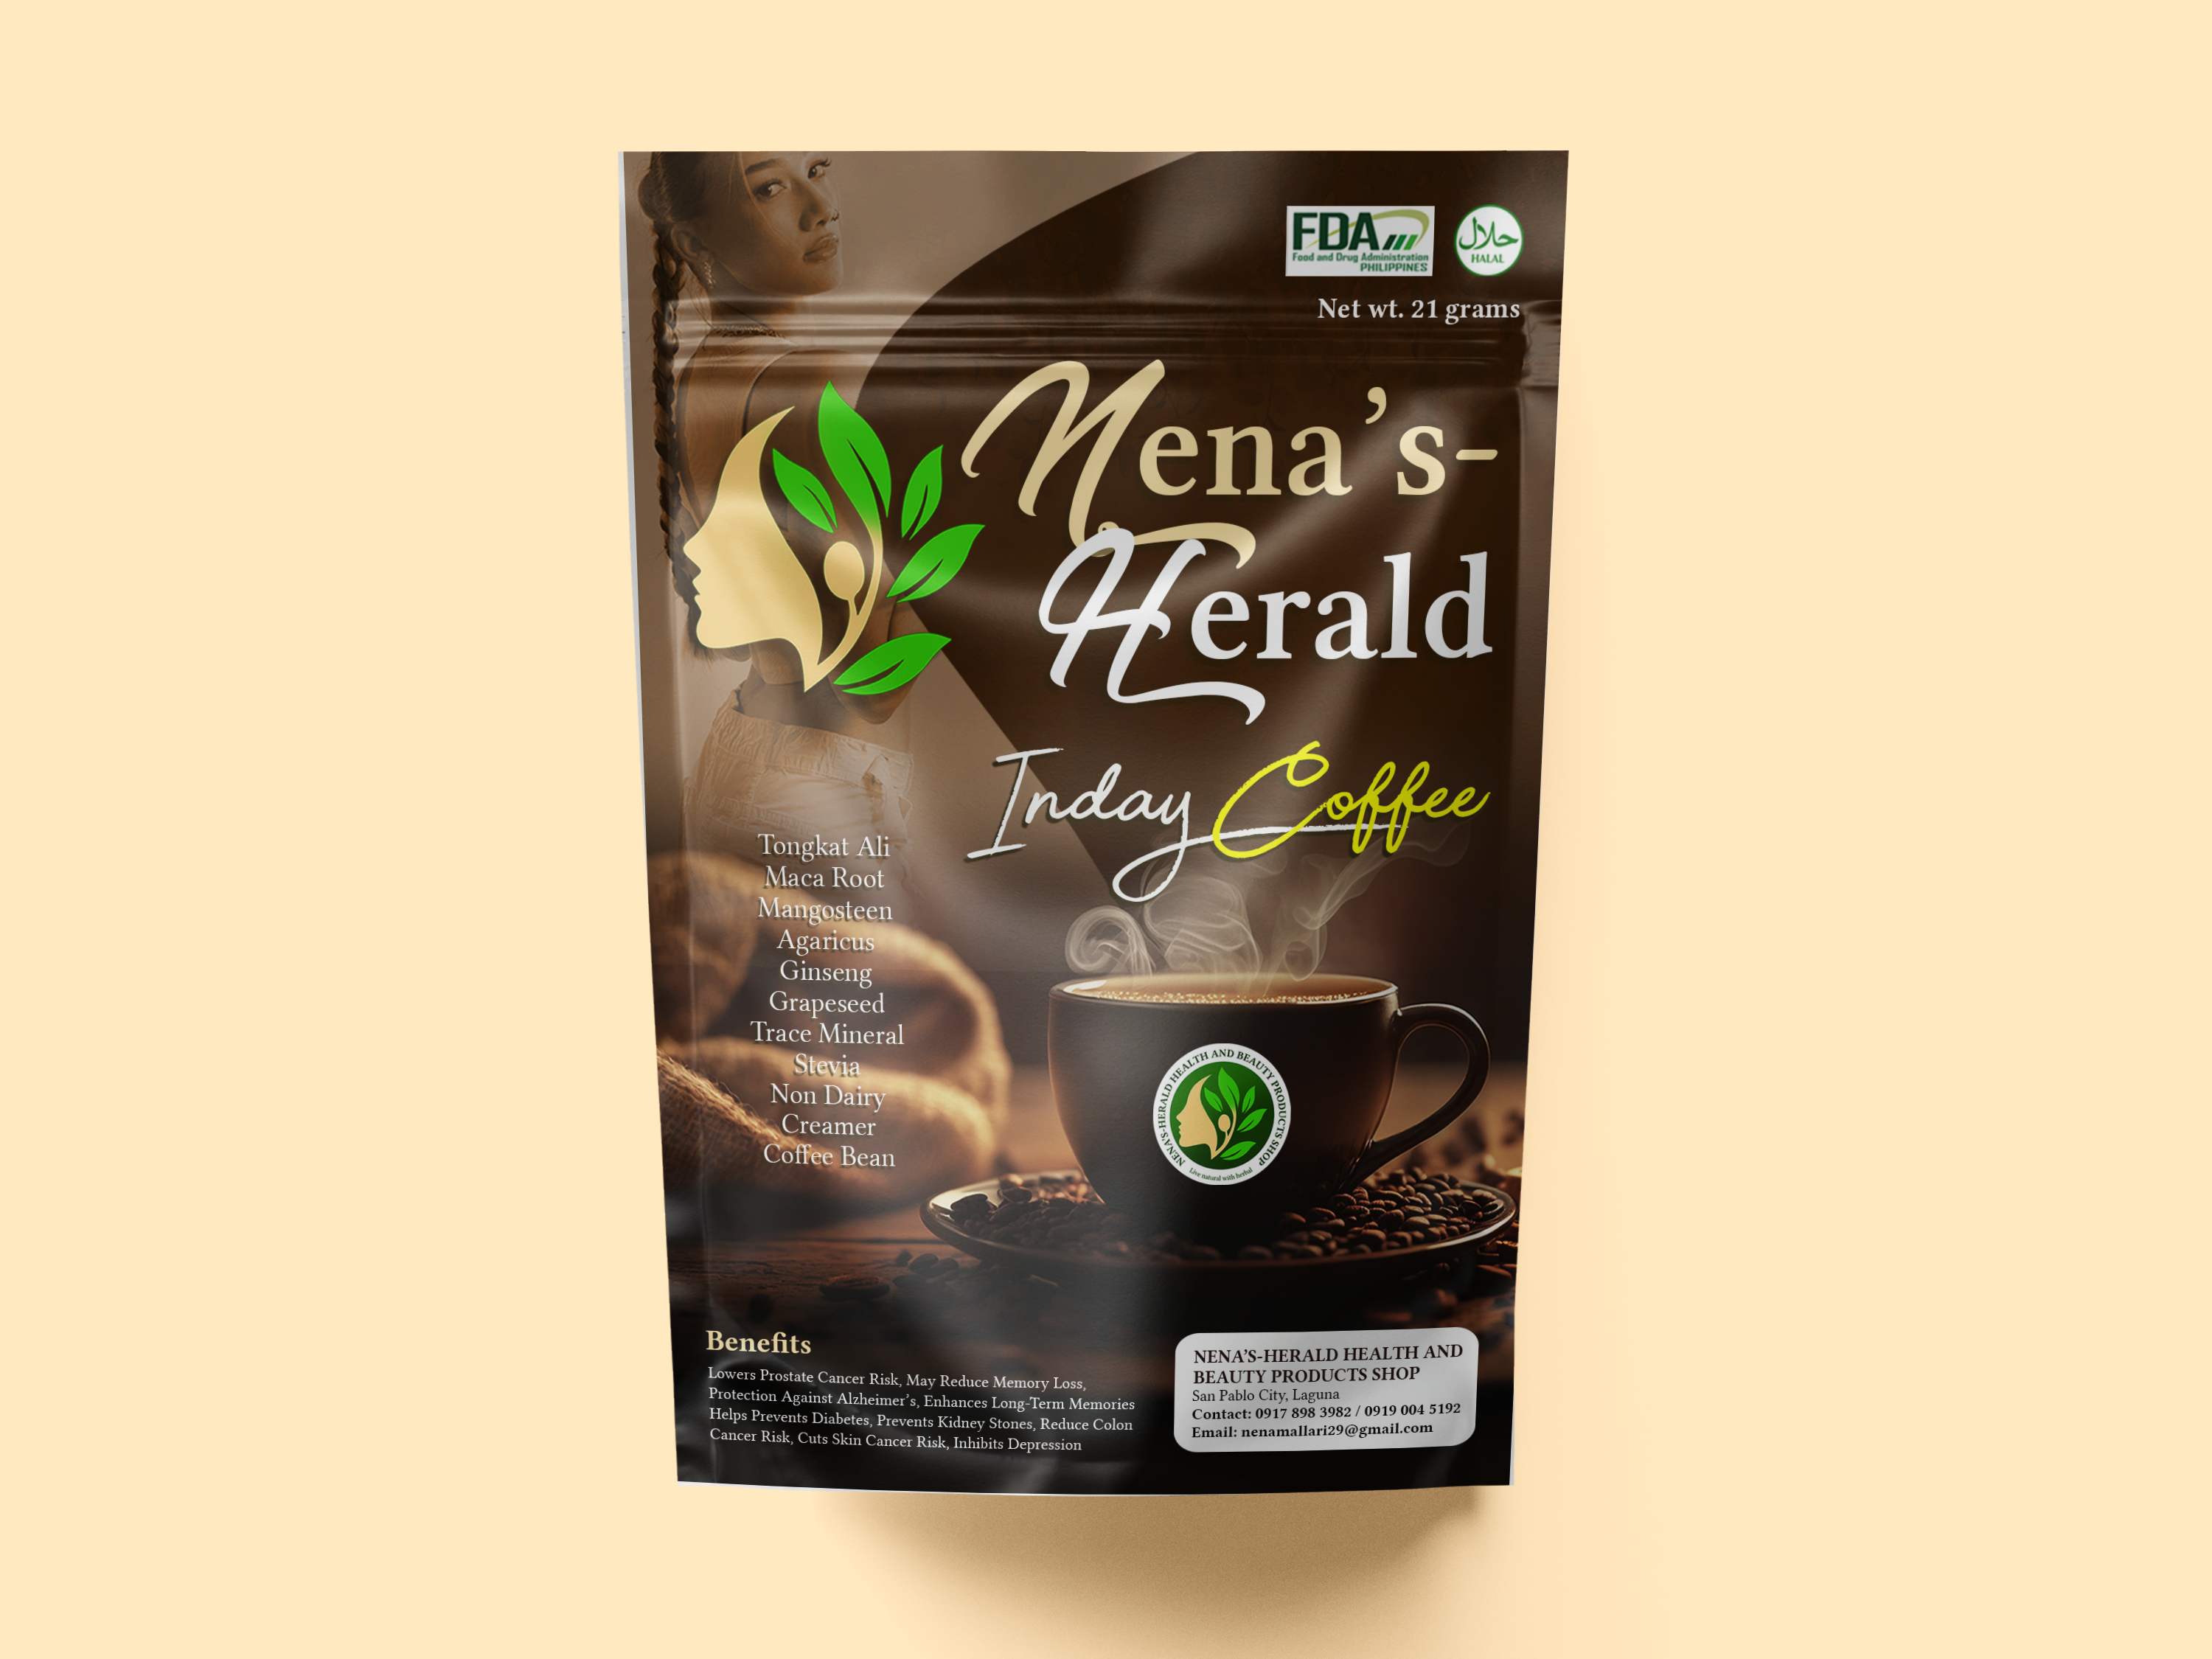 FDA
Food and Drug Administration
PHILIPPINES
حلال
HALAL
Net wt. 21 grams
Nena's-
Herald
Inday Coffee
Tongkat Ali
Maca Root
Mangosteen
Agaricus
Ginseng
Grapeseed
Trace Mineral
Stevia
Non Dairy
Creamer
Coffee Bean
NENA'S-HERALD HEALTH AND BEAUTY PRODUCTS SHOP
Live natural with herbal
Benefits
Lowers Prostate Cancer Risk, May Reduce Memory Loss,
Protection Against Alzheimer's, Enhances Long-Term Memories
Helps Prevents Diabetes, Prevents Kidney Stones, Reduce Colon
Cancer Risk, Cuts Skin Cancer Risk, Inhibits Depression
NENA'S-HERALD HEALTH AND
BEAUTY PRODUCTS SHOP
San Pablo City, Laguna
Contact: 0917 898 3982 / 0919 004 5192
Email: nenamallari29@gmail.com